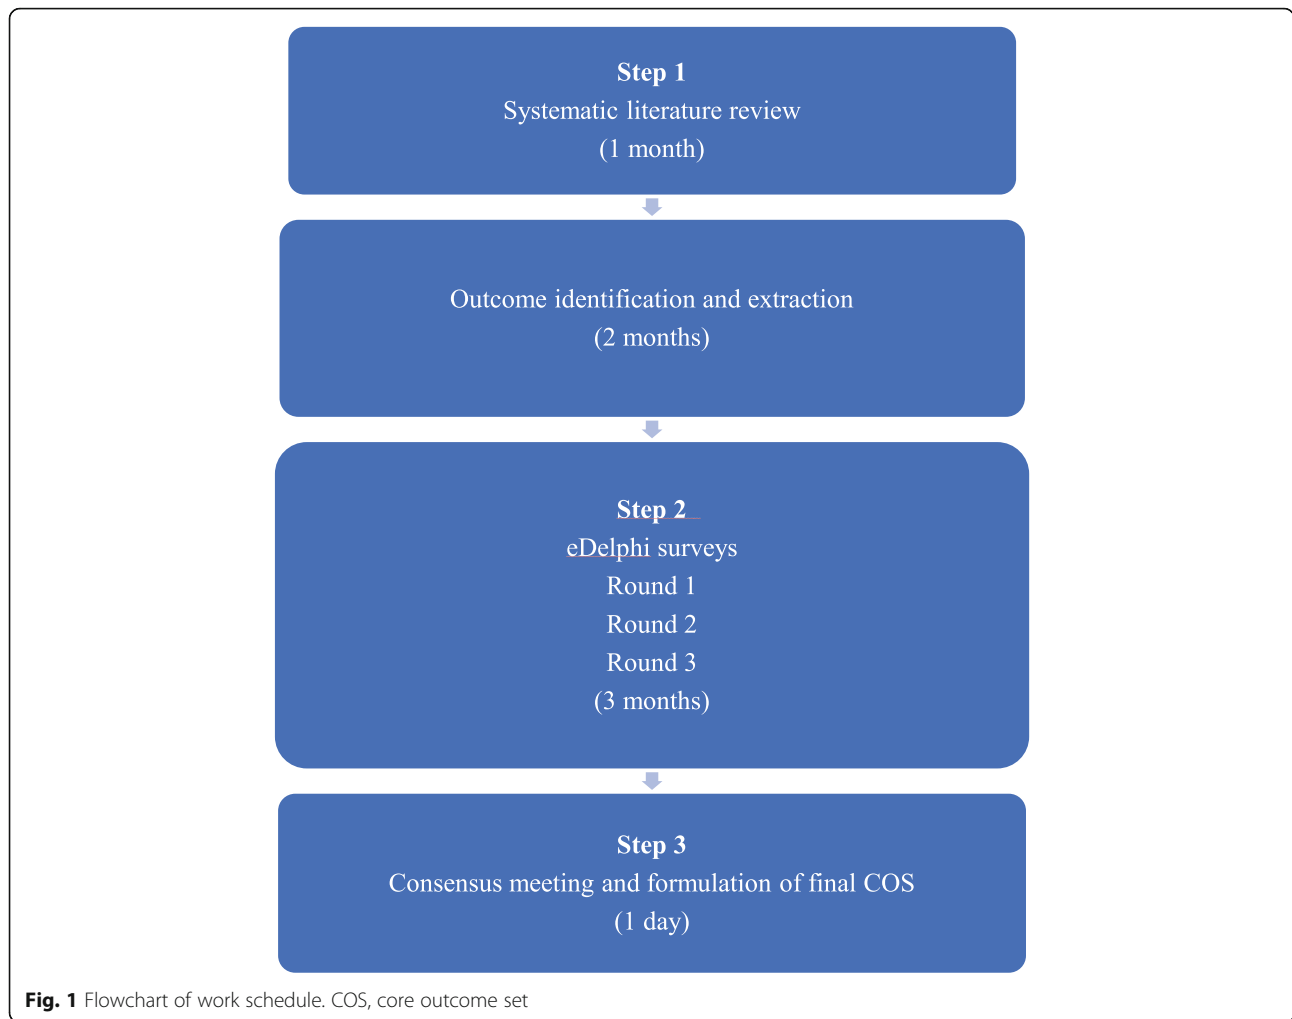 Step 1
Systematic literature review
(1 month)
Outcome identification and extraction
(2 months)
Step 2
eDelphi surveys
Round 1
Round 2
Round 3
(3 months)
Step 3
Consensus meeting and formulation of final COS
(1 day)
Fig. 1 Flowchart of work schedule. COS, core outcome set